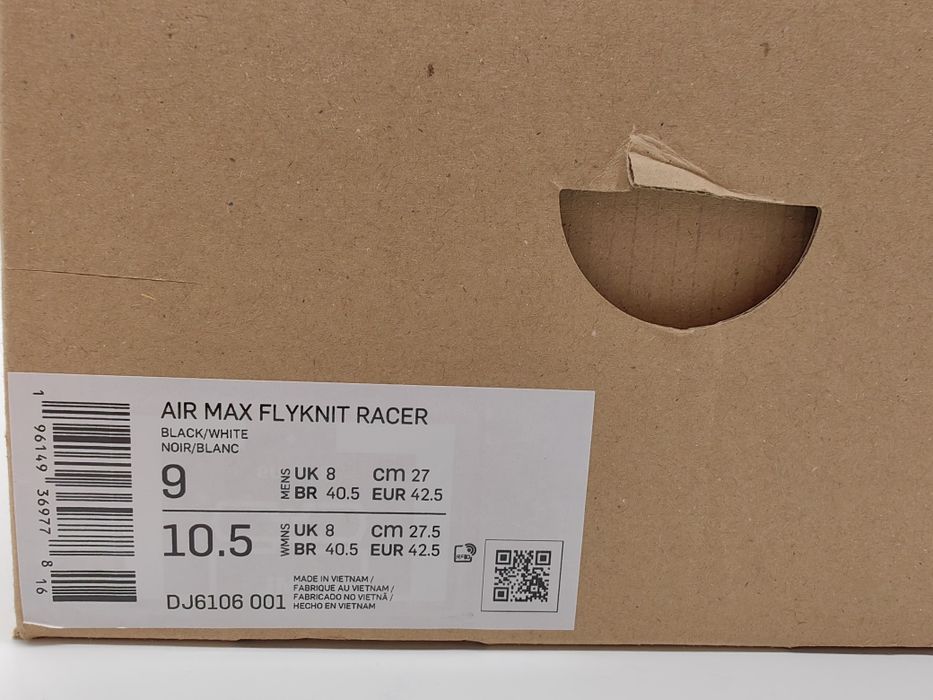 AIR MAX FLYKNIT RACER
BLACK/WHITE
NOIR/BLANC
9 MENS UK 8 cm 27
BR 40.5 EUR 42.5
10.5 WMNS UK 8 cm 27.5
BR 40.5 EUR 42.5
DJ6106 001
MADE IN VIETNAM /
FABRIQUE AU VIETNAM /
FABRICADO NO VIETNÃ /
HECHO EN VIETNAM
1 96149 36977 8 16